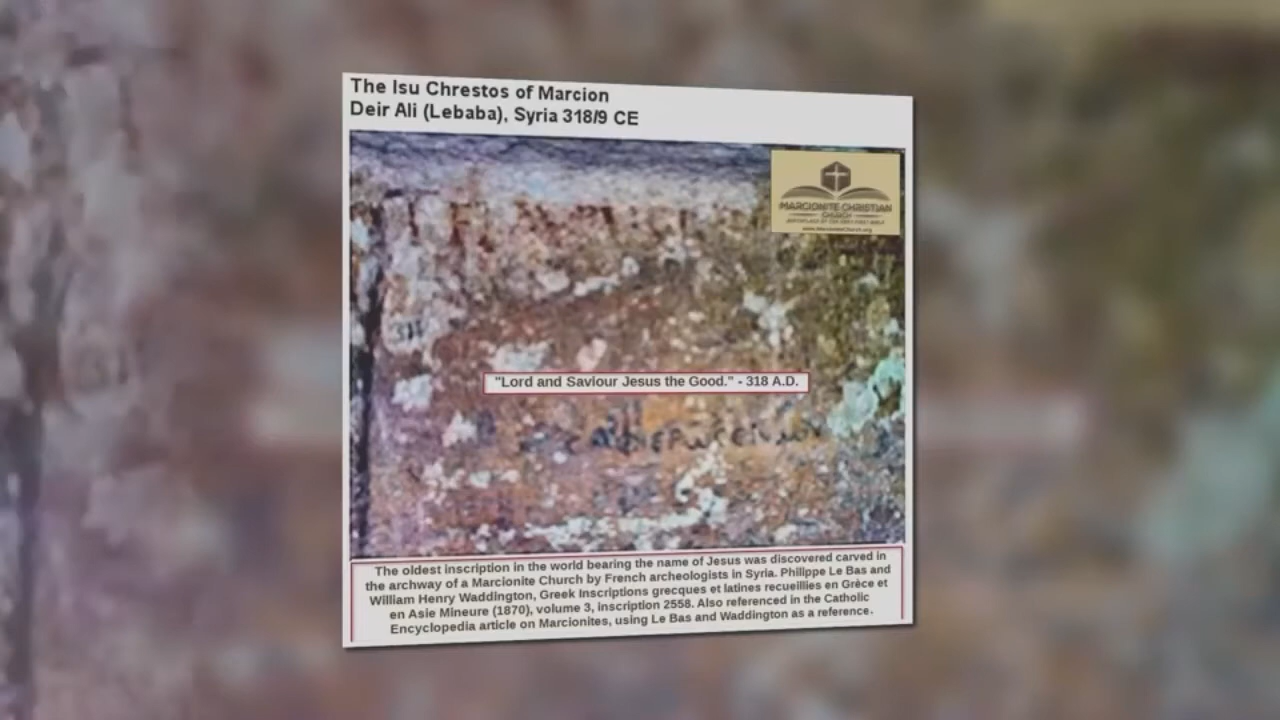 The Isu Chrestos of Marcion
Deir Ali (Lebaba), Syria 318/9 CE
MARCIONITE CHRISTIAN
CHURCH
www.MarcioniteChurch.org
"Lord and Saviour Jesus the Good." - 318 A.D.
The oldest inscription in the world bearing the name of Jesus was discovered carved in
the archway of a Marcionite Church by French archeologists in Syria. Philippe Le Bas and
William Henry Waddington, Greek Inscriptions grecques et latines recueillies en Grèce et
en Asie Mineure (1870), volume 3, inscription 2558. Also referenced in the Catholic
Encyclopedia article on Marcionites, using Le Bas and Waddington as a reference.